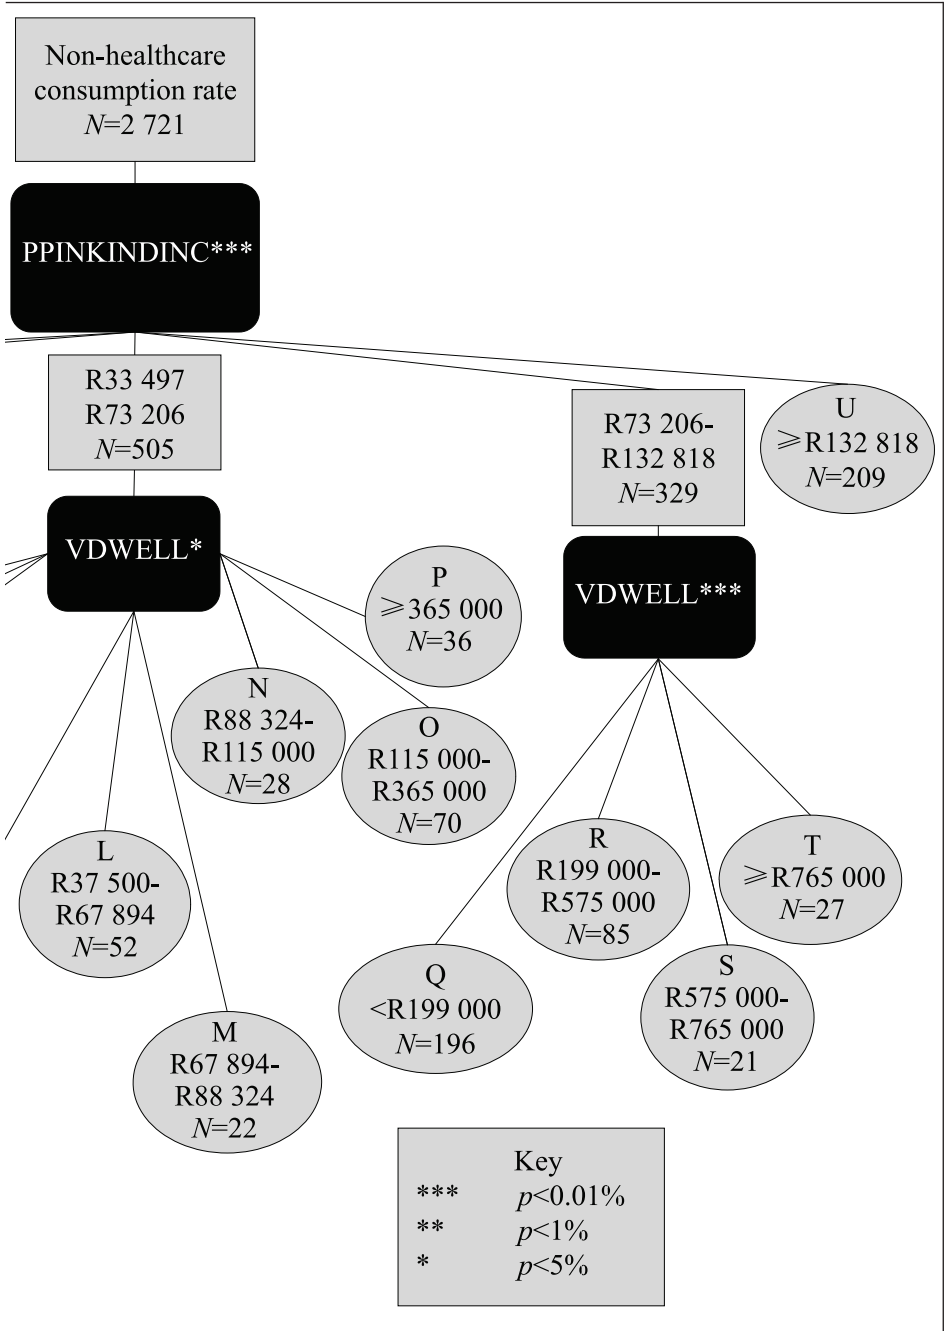 Non-healthcare
consumption rate
N=2 721
PPINKINDINC***
R33 497
R73 206
N=505
R73 206-
R132 818
N=329
U
⩾R132 818
N=209
VDWELL*
VDWELL***
P
⩾365 000
N=36
N
R88 324-
R115 000
N=28
O
R115 000-
R365 000
N=70
L
R37 500-
R67 894
N=52
R
R199 000-
R575 000
N=85
T
⩾R765 000
N=27
Q
<R199 000
N=196
S
R575 000-
R765 000
N=21
M
R67 894-
R88 324
N=22
Key
*** p<0.01%
** p<1%
* p<5%